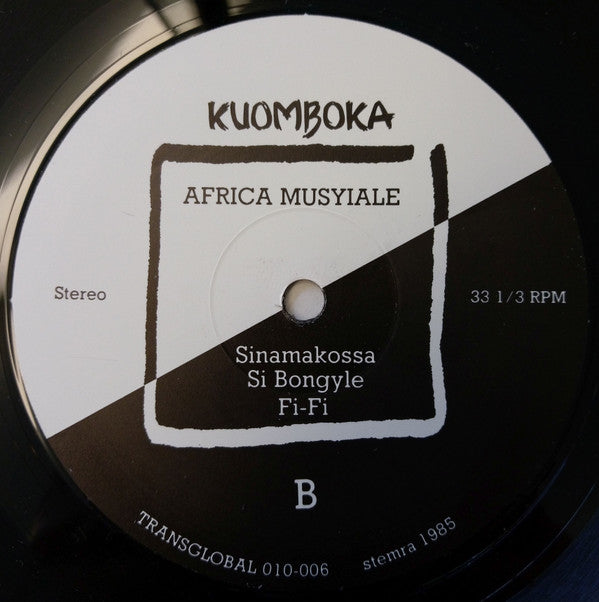 KUOMBOKA
AFRICA MUSYIALE
Stereo
33 1/3 RPM
Sinamakossa
Si Bongyle
Fi-Fi
B
TRANSGLOBAL 010-006
stemra 1985